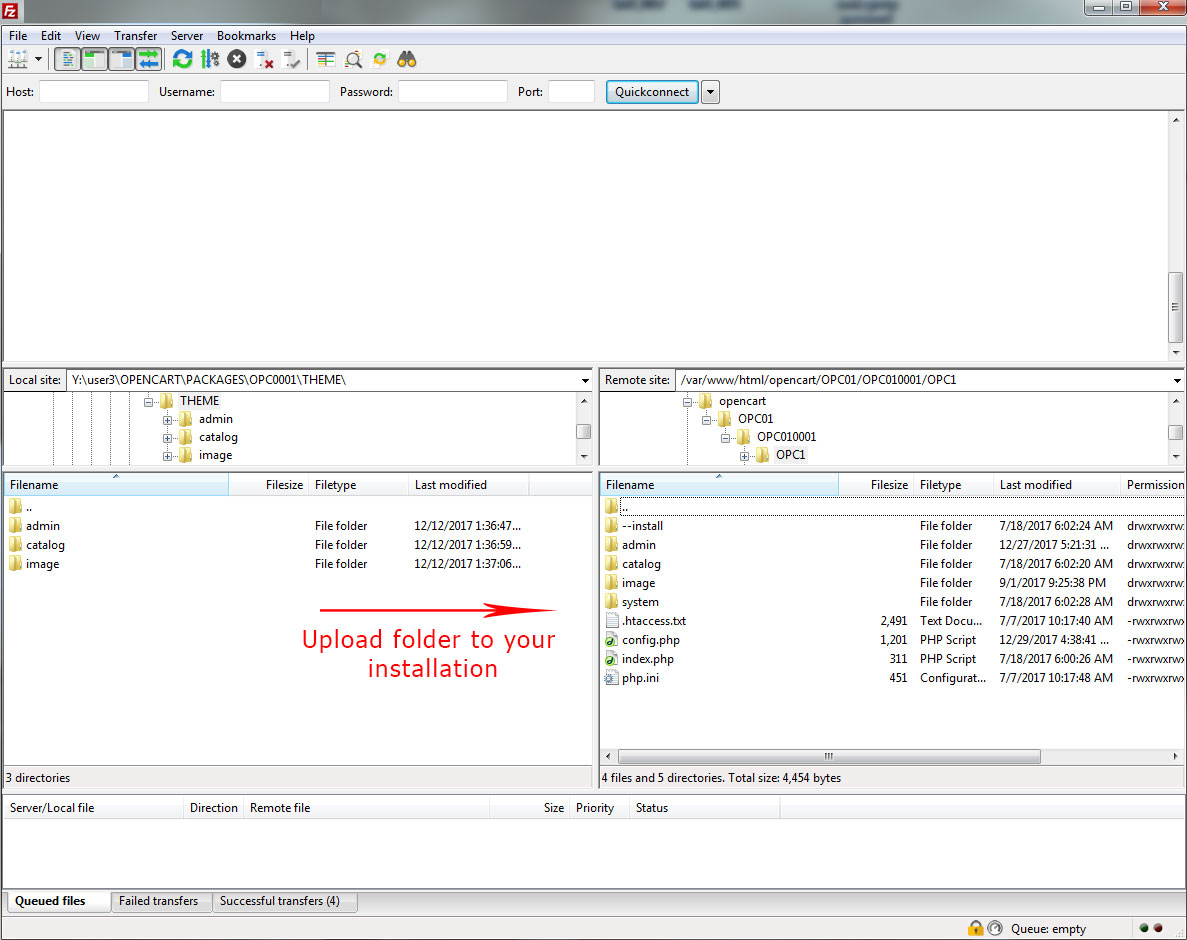 Fz
File Edit View Transfer Server Bookmarks Help
Host: Username: Password: Port: Quickconnect
Local site: Y:\user3\OPENCART\PACKAGES\OPC0001\THEME\
THEME
admin
catalog
image
Remote site: /var/www/html/opencart/OPC01/OPC010001/OPC1
opencart
OPC01
OPC010001
OPC1
Filename Filesize Filetype Last modified
..
admin File folder 12/12/2017 1:36:47...
catalog File folder 12/12/2017 1:36:59...
image File folder 12/12/2017 1:37:06...
Upload folder to your
installation
3 directories
Filename Filesize Filetype Last modified Permission
..
--install File folder 7/18/2017 6:02:24 AM drwxrwxrw
admin File folder 12/27/2017 5:21:31 ... drwxrwxrw
catalog File folder 7/18/2017 6:02:20 AM drwxrwxrw
image File folder 9/1/2017 9:25:38 PM drwxrwxrw
system File folder 7/18/2017 6:02:28 AM drwxrwxrw
.htaccess.txt 2,491 Text Docu... 7/7/2017 10:17:40 AM -rwxrwxrwx
config.php 1,201 PHP Script 12/29/2017 4:38:41 ... -rwxrwxrwx
index.php 311 PHP Script 7/18/2017 6:00:26 AM -rwxrwxrwx
php.ini 451 Configurat... 7/7/2017 10:17:48 AM -rwxrwxrwx
4 files and 5 directories. Total size: 4,454 bytes
Server/Local file Direction Remote file Size Priority Status
Queued files Failed transfers Successful transfers (4)
Queue: empty